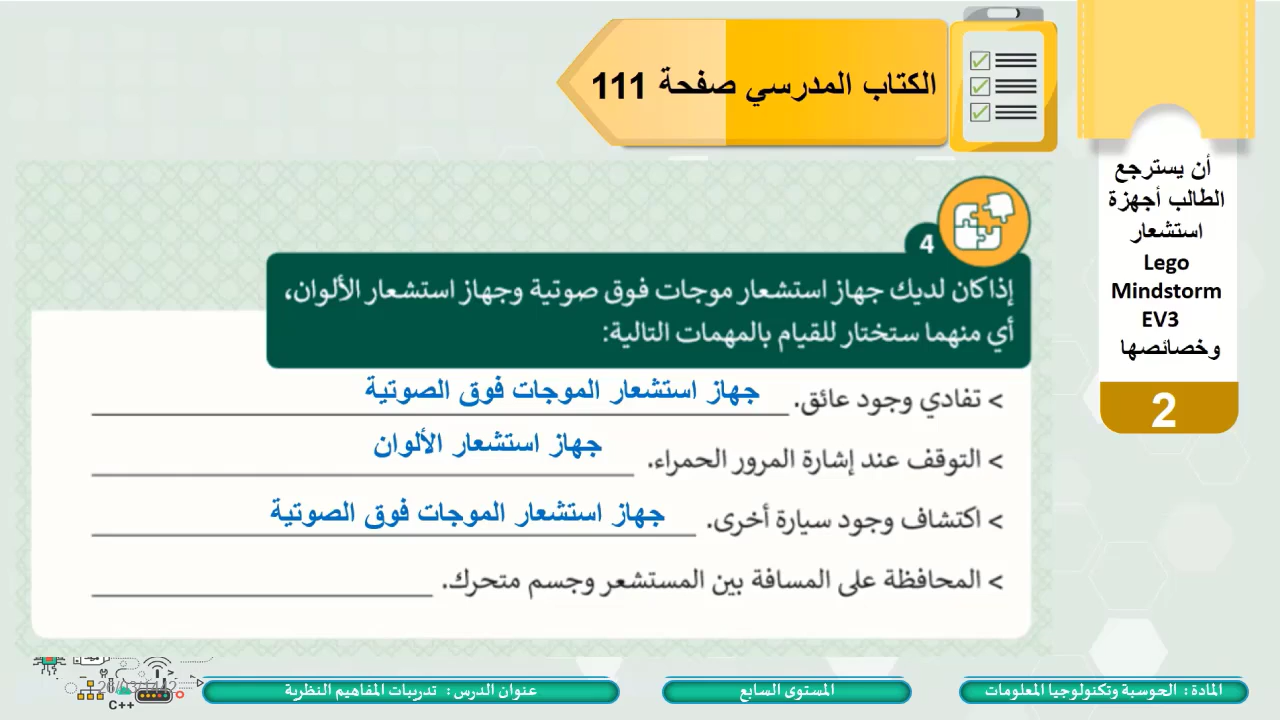 الكتاب المدرسي صفحة 111
أن يسترجع
الطالب أجهزة
استشعار
Lego
Mindstorm
EV3
وخصائصها
2
4
إذا كان لديك جهاز استشعار موجات فوق صوتية وجهاز استشعار الألوان،
أي منهما ستختار للقيام بالمهمات التالية:
> تفادي وجود عائق. جهاز استشعار الموجات فوق الصوتية
> التوقف عند إشارة المرور الحمراء. جهاز استشعار الألوان
> اكتشاف وجود سيارة أخرى. جهاز استشعار الموجات فوق الصوتية
> المحافظة على المسافة بين المستشعر وجسم متحرك.
المادة : الحوسبة وتكنولوجيا المعلومات
المستوى السابع
عنوان الدرس : تدريبات المفاهيم النظرية
C++